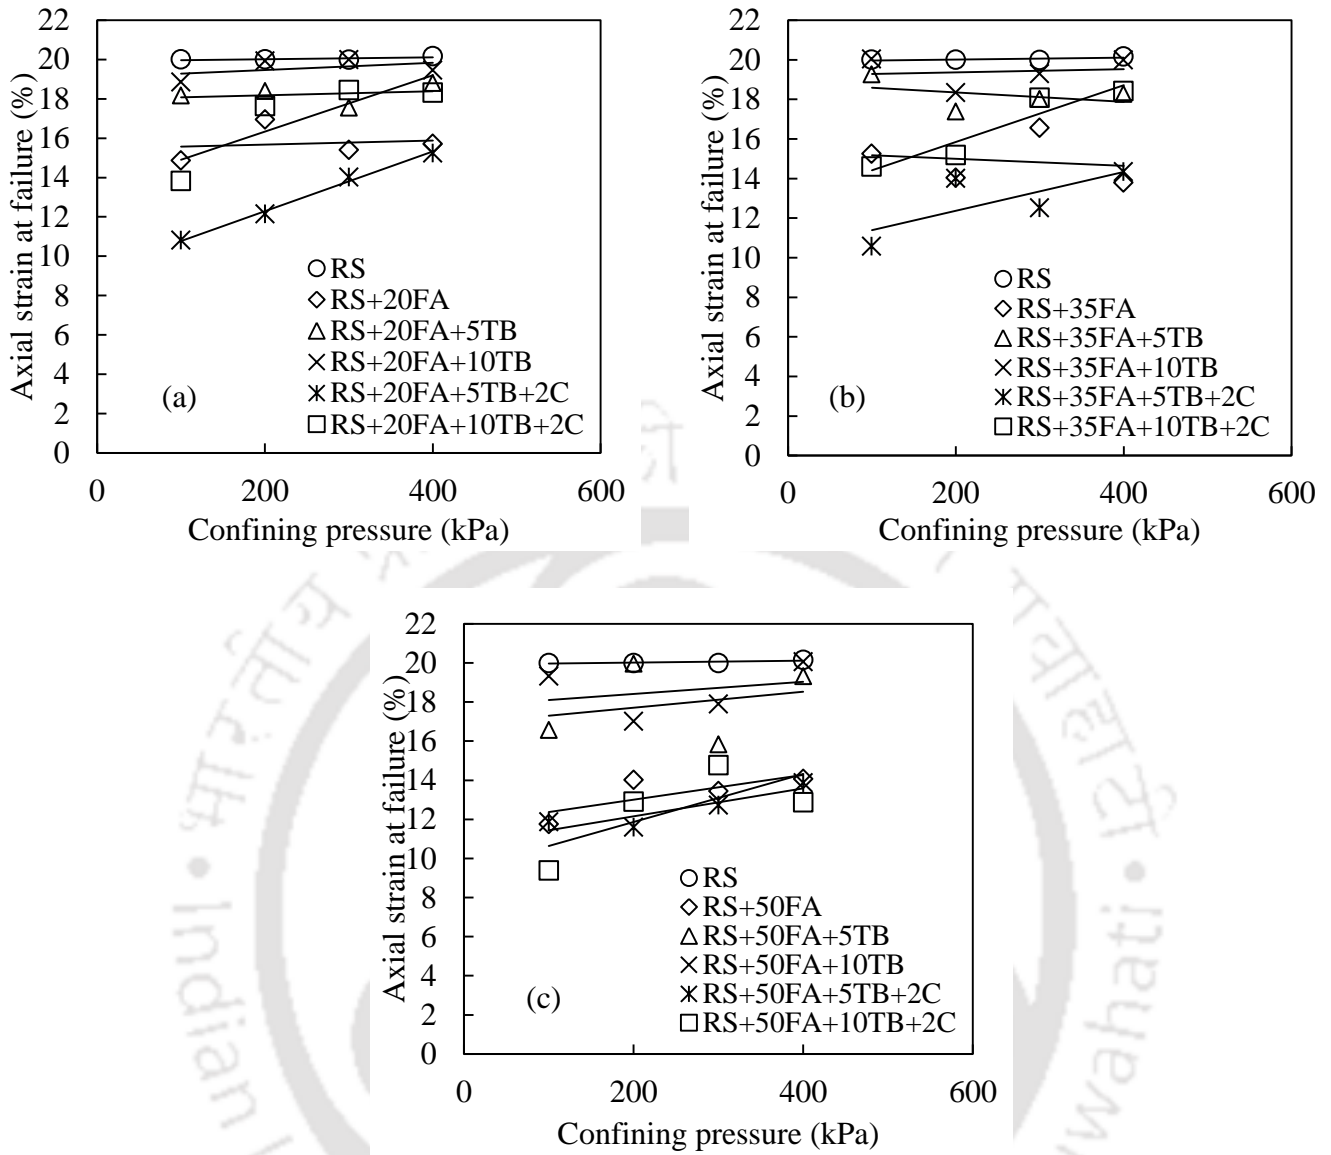 22
20
18
16
14
12
10
8
6
4
2
0
Axial strain at failure (%)
RS
RS+20FA
RS+20FA+5TB
RS+20FA+10TB
RS+20FA+5TB+2C
RS+20FA+10TB+2C
(a)
0 200 400 600
Confining pressure (kPa)
22
20
18
16
14
12
10
8
6
4
2
0
Axial strain at failure (%)
RS
RS+35FA
RS+35FA+5TB
RS+35FA+10TB
RS+35FA+5TB+2C
RS+35FA+10TB+2C
(b)
0 200 400 600
Confining pressure (kPa)
22
20
18
16
14
12
10
8
6
4
2
0
Axial strain at failure (%)
RS
RS+50FA
RS+50FA+5TB
RS+50FA+10TB
RS+50FA+5TB+2C
RS+50FA+10TB+2C
(c)
0 200 400 600
Confining pressure (kPa)
Indian
wahati